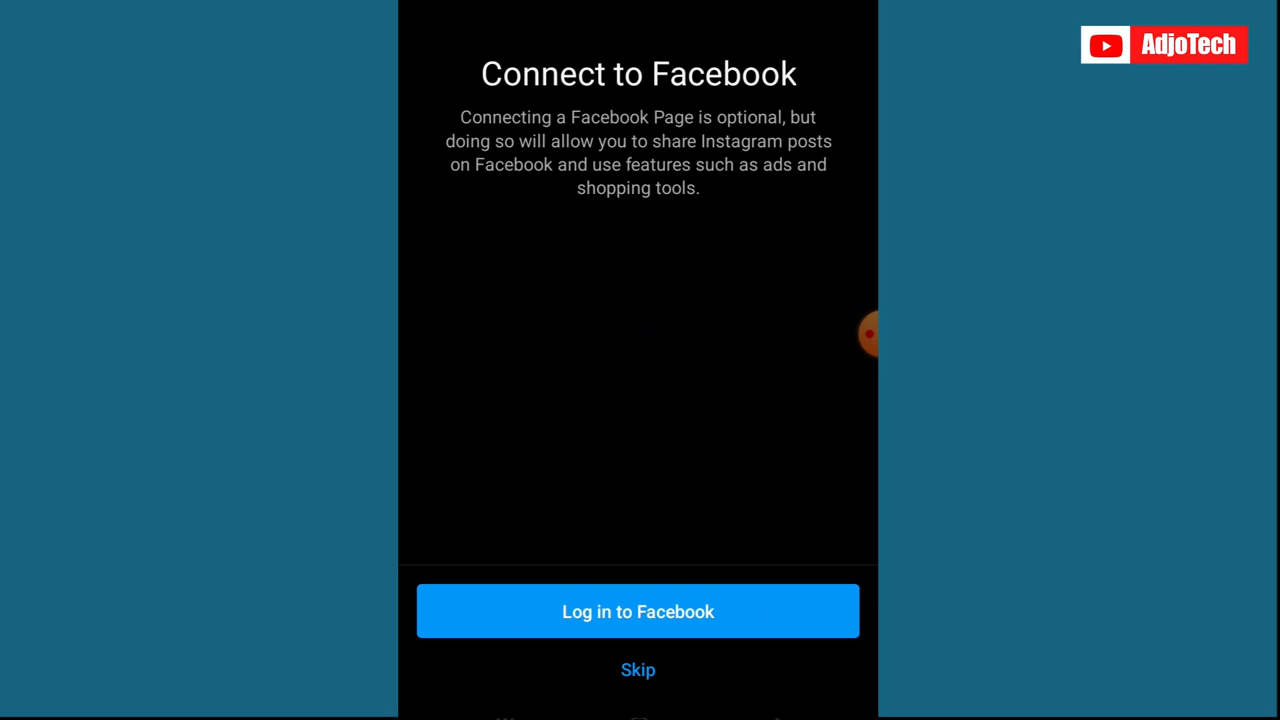 AdjoTech
Connect to Facebook
Connecting a Facebook Page is optional, but
doing so will allow you to share Instagram posts
on Facebook and use features such as ads and
shopping tools.
Log in to Facebook
Skip